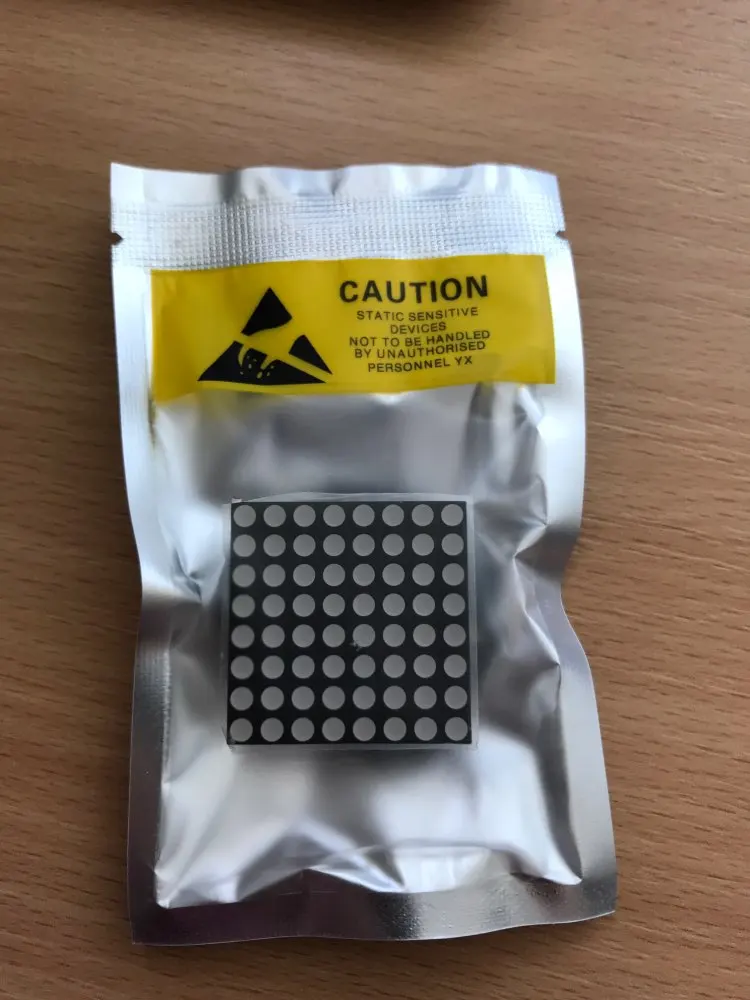 CAUTION
STATIC SENSITIVE
DEVICES
NOT TO BE HANDLED
BY UNAUTHORISED
PERSONNEL YX